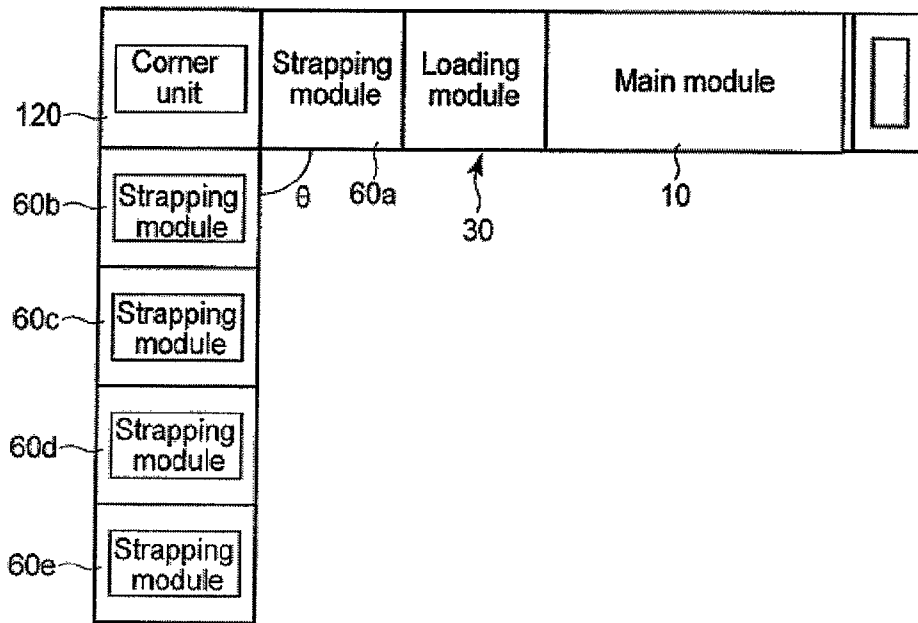 Corner
unit
Strapping
module
Loading
module
Main module
120
60b
Strapping
module
θ
60a
30
10
60c
Strapping
module
60d
Strapping
module
60e
Strapping
module